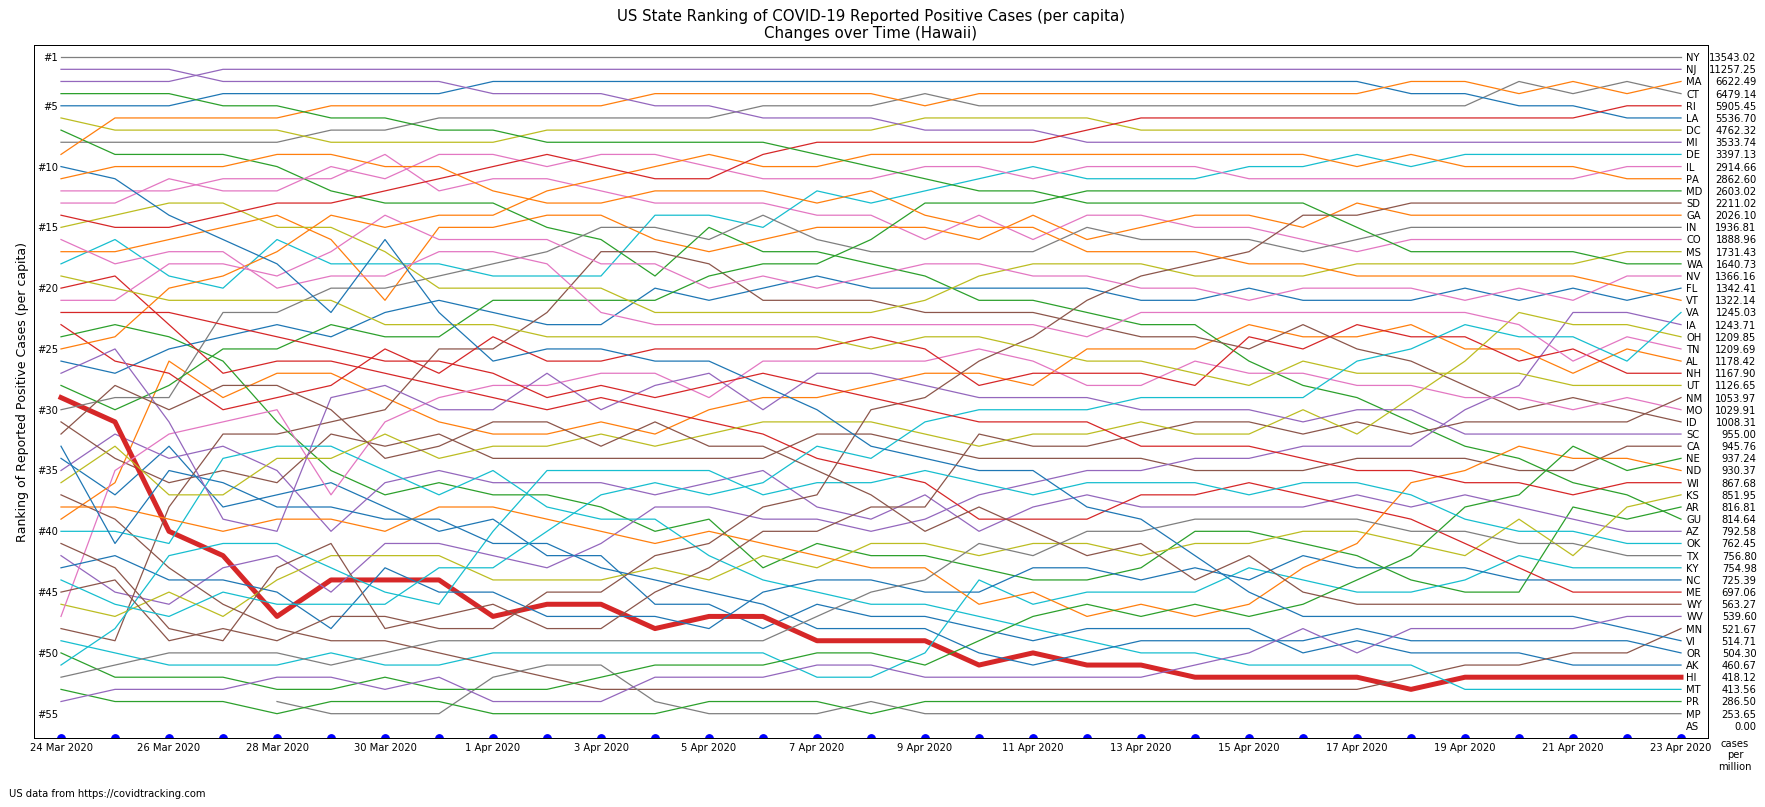 US State Ranking of COVID-19 Reported Positive Cases (per capita)
Changes over Time (Hawaii)
Ranking of Reported Positive Cases (per capita)
#1
#5
#10
#15
#20
#25
#30
#35
#40
#45
#50
#55
NY 13543.02
NJ 11257.25
MA 6622.49
CT 6479.14
RI 5905.45
LA 5536.70
DC 4762.32
MI 3533.74
DE 3397.13
IL 2914.66
PA 2862.60
MD 2603.02
SD 2211.02
GA 2026.10
IN 1936.81
CO 1888.96
MS 1731.43
WA 1640.73
NV 1366.16
FL 1342.41
VT 1322.14
VA 1245.03
IA 1243.71
OH 1209.85
TN 1209.69
AL 1178.42
NH 1167.90
UT 1126.65
NM 1053.97
MO 1029.91
ID 1008.31
SC 955.00
CA 945.76
NE 937.24
ND 930.37
WI 867.68
KS 851.95
AR 816.81
GU 814.64
AZ 792.58
OK 762.45
TX 756.80
KY 754.98
NC 725.39
ME 697.06
WY 563.27
WV 539.60
MN 521.67
VI 514.71
OR 504.30
AK 460.67
HI 418.12
MT 413.56
PR 286.50
MP 253.65
AS 0.00
24 Mar 2020 26 Mar 2020 28 Mar 2020 30 Mar 2020 1 Apr 2020 3 Apr 2020 5 Apr 2020 7 Apr 2020 9 Apr 2020 11 Apr 2020 13 Apr 2020 15 Apr 2020 17 Apr 2020 19 Apr 2020 21 Apr 2020 23 Apr 2020
cases
per
million
US data from https://covidtracking.com